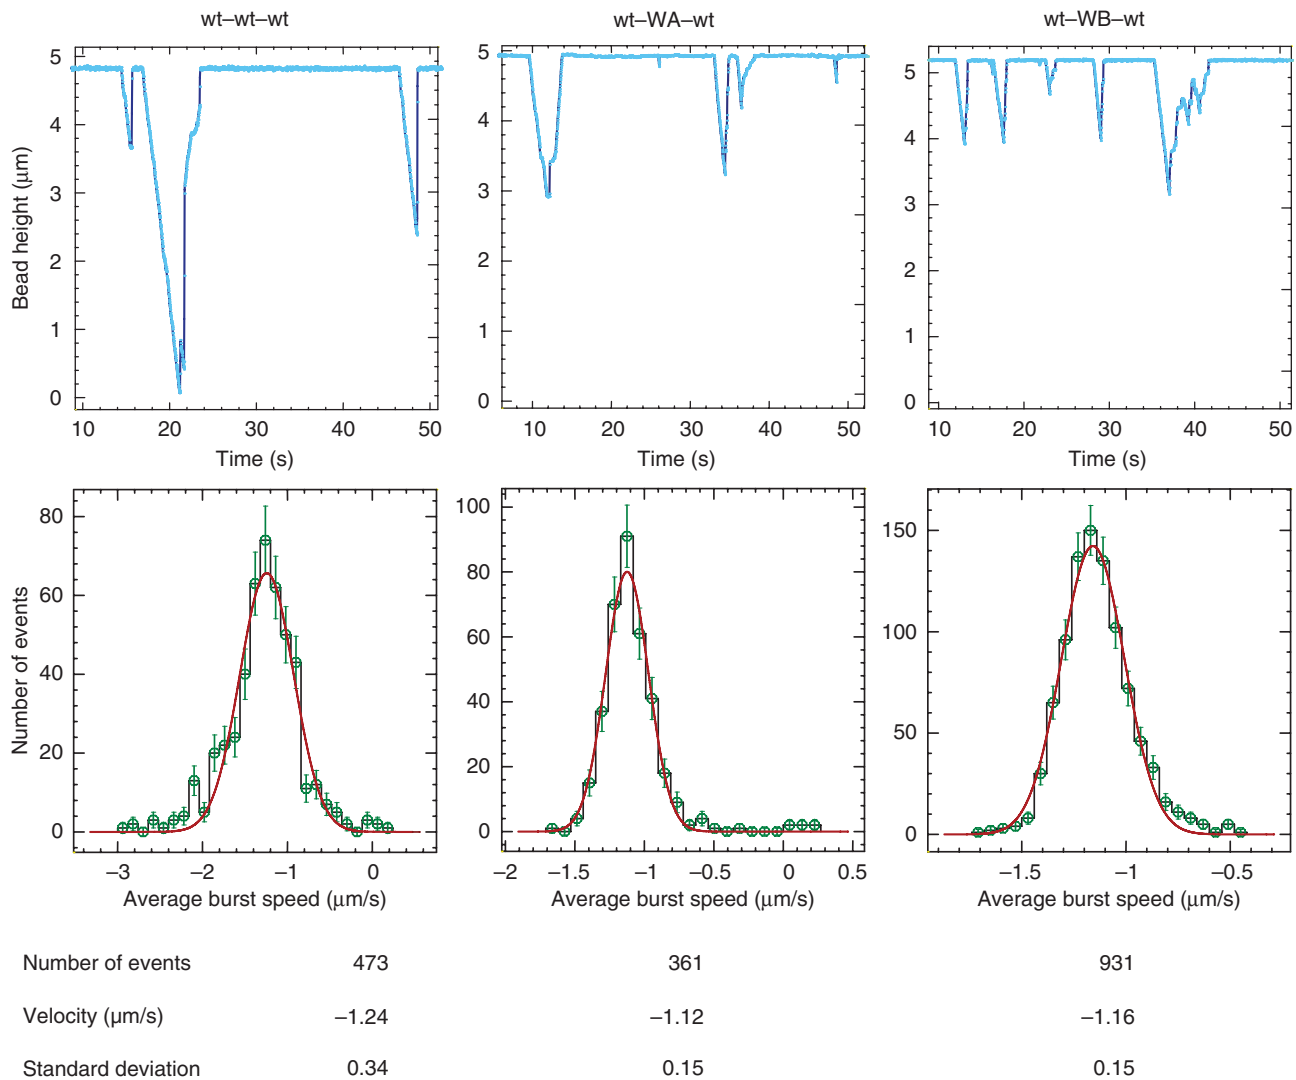 wt–wt–wt
wt–WA–wt
wt–WB–wt
Bead height (μm)
5
4
3
2
1
0
5
4
3
2
1
0
5
4
3
2
1
0
10 20 30 40 50
10 20 30 40 50
10 20 30 40 50
Time (s)
Time (s)
Time (s)
Number of events
80
60
40
20
0
100
80
60
40
20
0
150
100
50
0
–3 –2 –1 0
–2 –1.5 –1 –0.5 0 0.5
–1.5 –1 –0.5
Average burst speed (μm/s)
Average burst speed (μm/s)
Average burst speed (μm/s)
Number of events 473 361 931
Velocity (μm/s) –1.24 –1.12 –1.16
Standard deviation 0.34 0.15 0.15